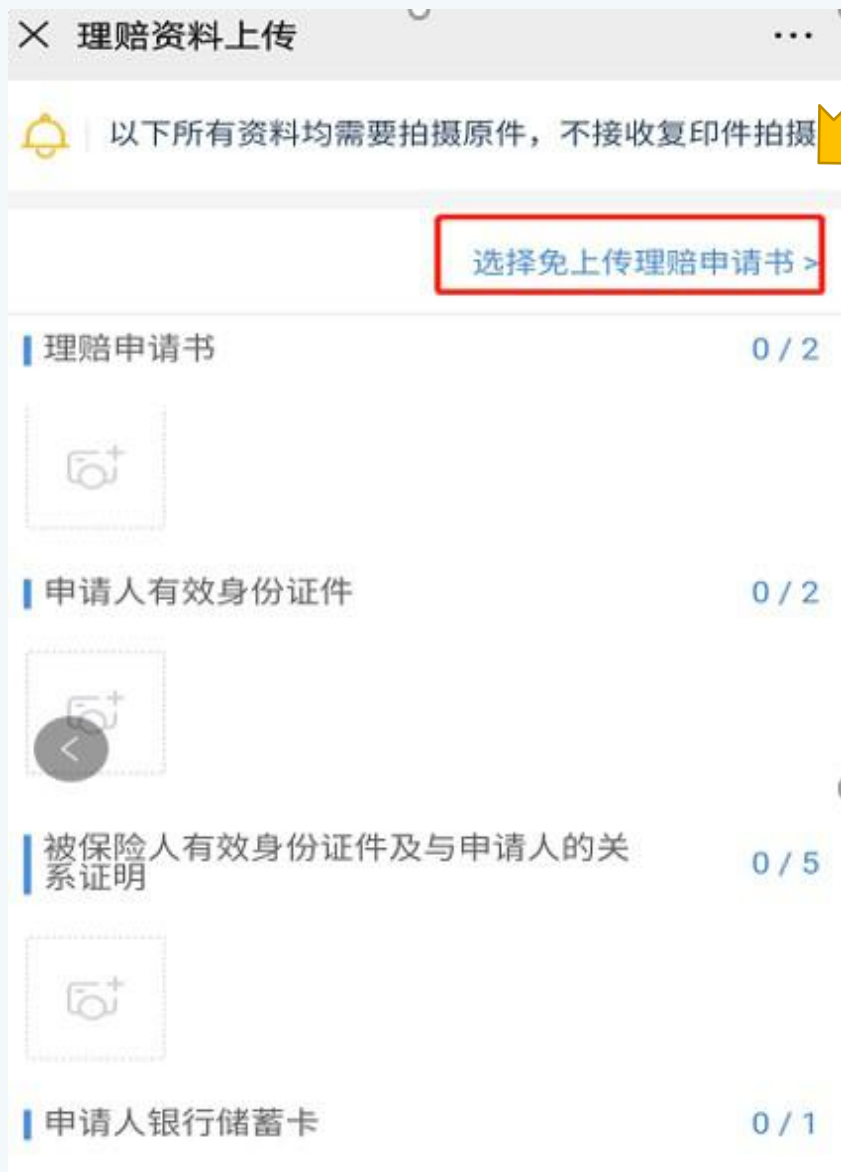 理赔资料上传
以下所有资料均需要拍摄原件，不接收复印件拍摄
选择免上传理赔申请书 >
理赔申请书 0 / 2
申请人有效身份证件 0 / 2
被保险人有效身份证件及与申请人的关
系证明 0 / 5
申请人银行储蓄卡 0 / 1